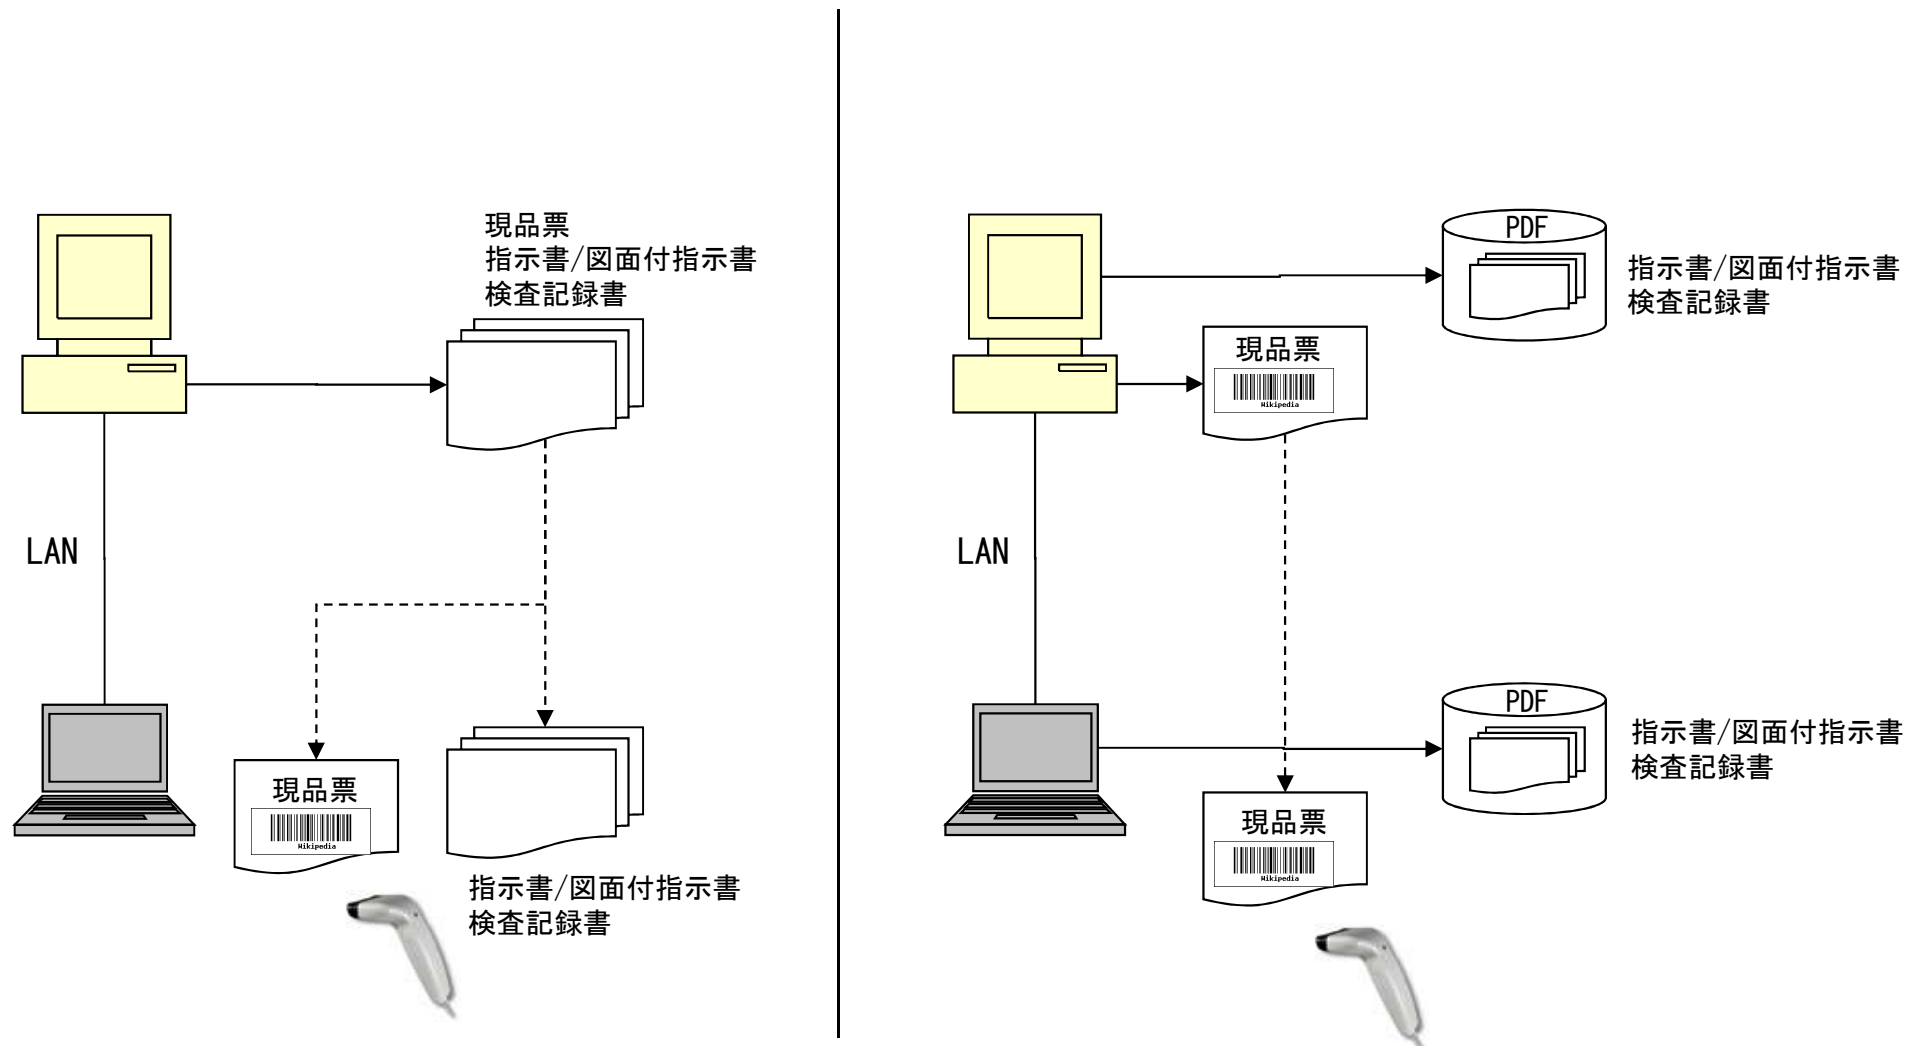 現品票
指示書/図面付指示書
検査記録書
LAN
現品票
Wikipedia
指示書/図面付指示書
検査記録書
PDF
指示書/図面付指示書
検査記録書
現品票
Wikipedia
LAN
PDF
指示書/図面付指示書
検査記録書
現品票
Wikipedia